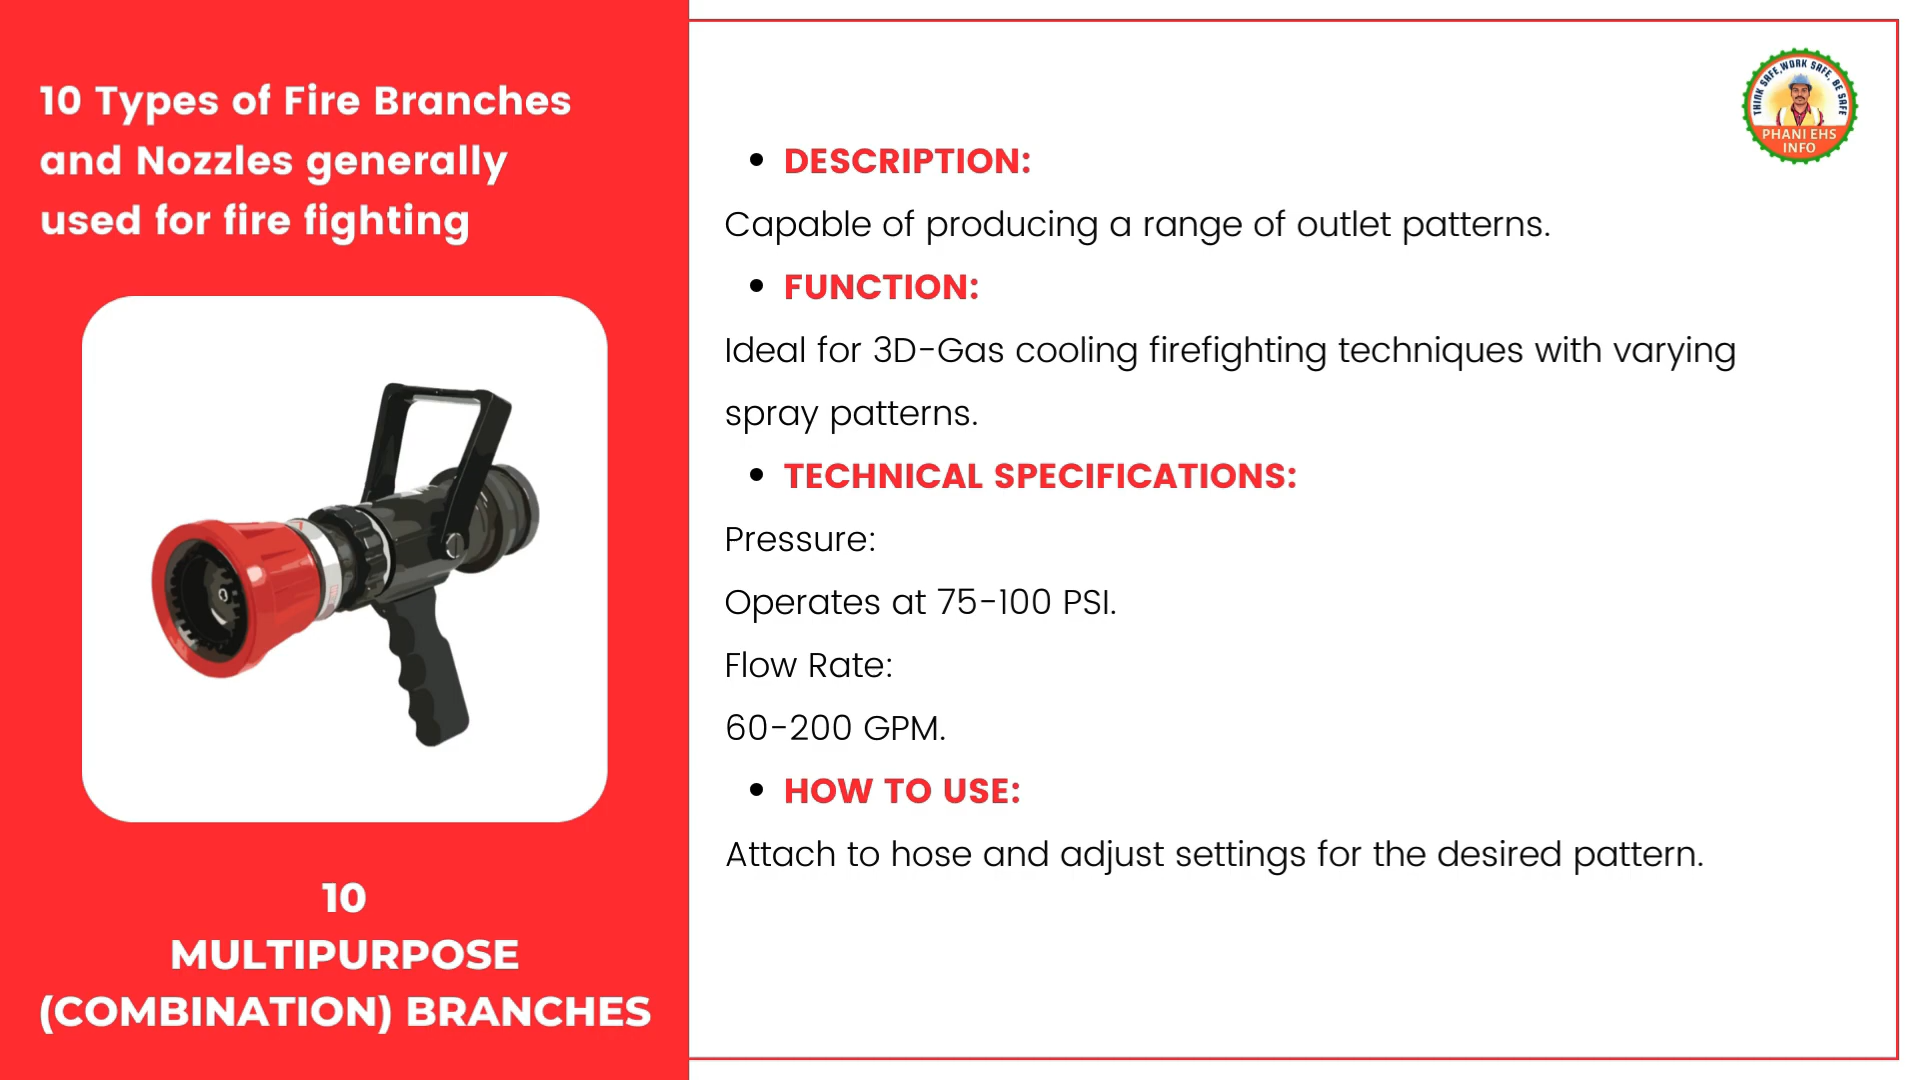 10 Types of Fire Branches
and Nozzles generally
used for fire fighting
10
MULTIPURPOSE
(COMBINATION) BRANCHES
THINK SAFE,WORK SAFE, BE SAFE
PHANI EHS
INFO
• DESCRIPTION:
Capable of producing a range of outlet patterns.
• FUNCTION:
Ideal for 3D-Gas cooling firefighting techniques with varying
spray patterns.
• TECHNICAL SPECIFICATIONS:
Pressure:
Operates at 75-100 PSI.
Flow Rate:
60-200 GPM.
• HOW TO USE:
Attach to hose and adjust settings for the desired pattern.